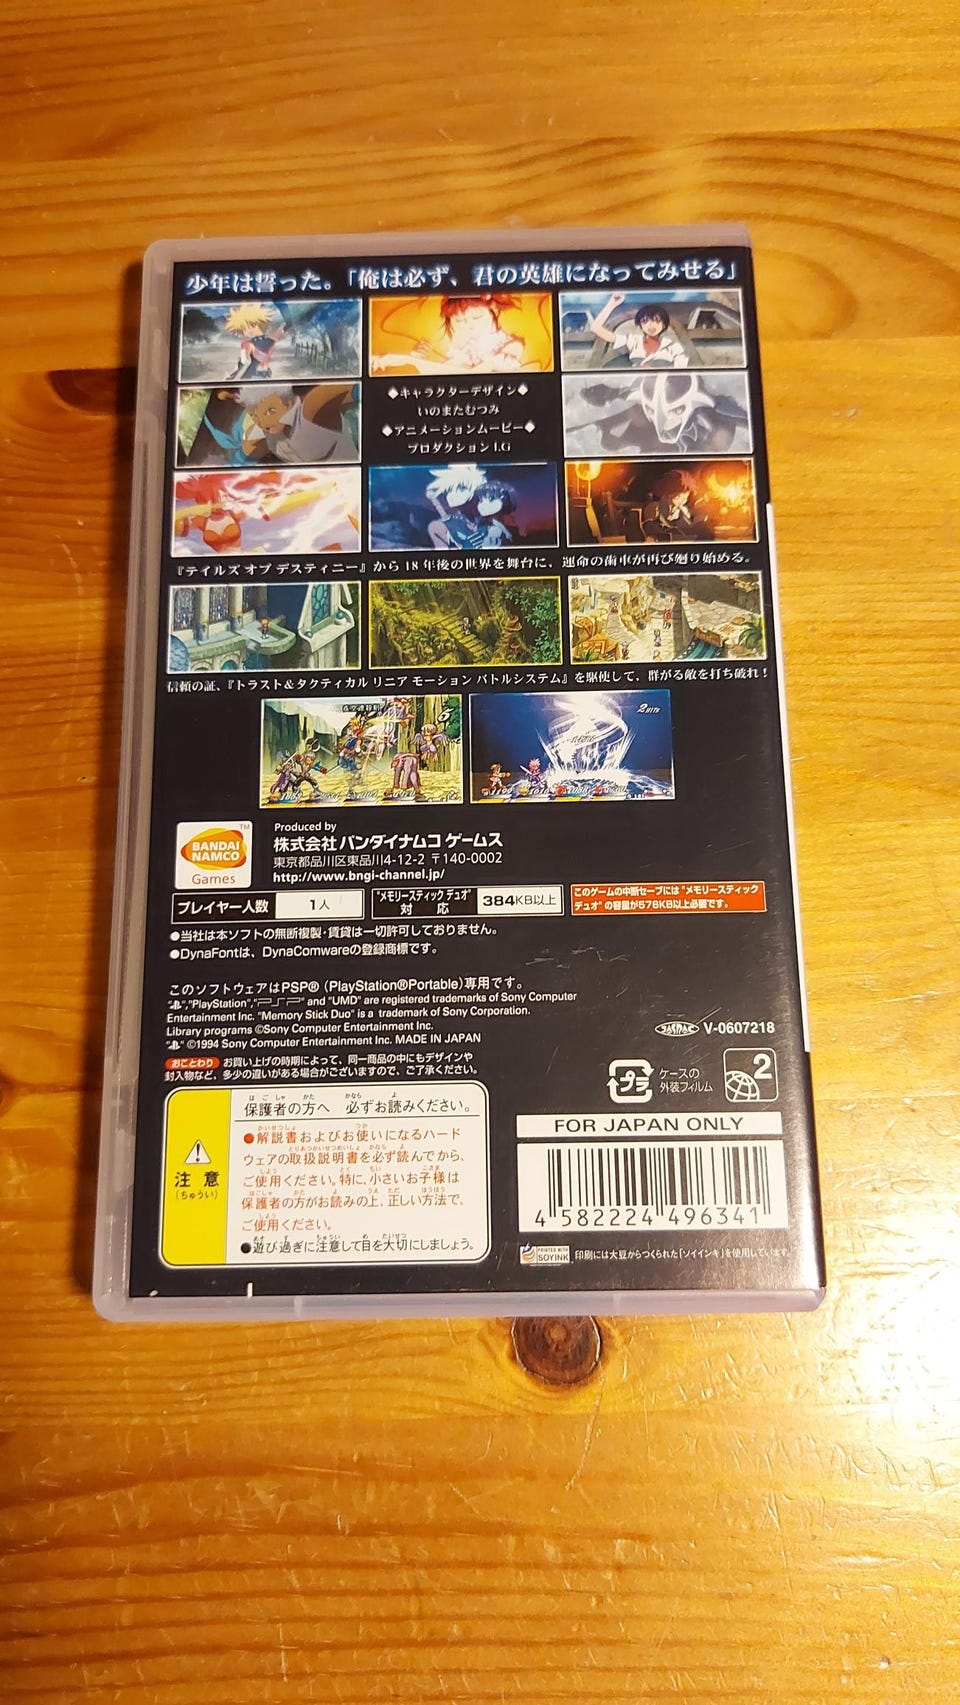 少年は誓った。「俺は必ず、君の英雄になってみせる」
◆キャラクターデザイン◆
いのまたむつみ
◆アニメーションムービー◆
プロダクション I.G
『テイルズ オブ デスティニー』から18年後の世界を舞台に、運命の歯車が再び廻り始める。
信頼の証、『トラスト&タクティカル リニア モーション バトルシステム』を駆使して、群がる敵を打ち破れ!
5
2 HITS
BANDAI
NAMCO
Games
TM
Produced by
株式会社 バンダイナムコ ゲームス
東京都品川区東品川4-12-2 〒140-0002
http://www.bngi-channel.jp/
プレイヤー人数 1人
"メモリースティック デュオ"
対 応
384KB以上
このゲームの中断セーブには"メモリースティック
デュオ"の容量が576KB以上必要です。
●当社は本ソフトの無断複製・賃貸は一切許可しておりません。
●DynaFontは、DynaComwareの登録商標です。
このソフトウェアはPSP® (PlayStation®Portable)専用です。
"PlayStation", "PSP" and "UMD" are registered trademarks of Sony Computer
Entertainment Inc. "Memory Stick Duo" is a trademark of Sony Corporation.
Library programs ©Sony Computer Entertainment Inc.
©1994 Sony Computer Entertainment Inc. MADE IN JAPAN
JASRAC V-0607218
おことわり お買い上げの時期によって、同一商品の中にもデザインや
封入物など、多少の違いがある場合がございますので、ご了承ください。
プラ
ケースの
外装フィルム
2
注意
(ちゅうい)
保護者の方へ 必ずお読みください。
●解説書およびお使いになるハード
ウェアの取扱説明書を必ず読んでから、
ご使用ください。特に、小さいお子様は
保護者の方がお読みの上、正しい方法で、
ご使用ください。
●遊び過ぎに注意して目を大切にしましょう。
FOR JAPAN ONLY
4 582224 496341
PRINTED WITH
SOYINK
印刷には大豆からつくられた「ソイインキ」を使用しています。